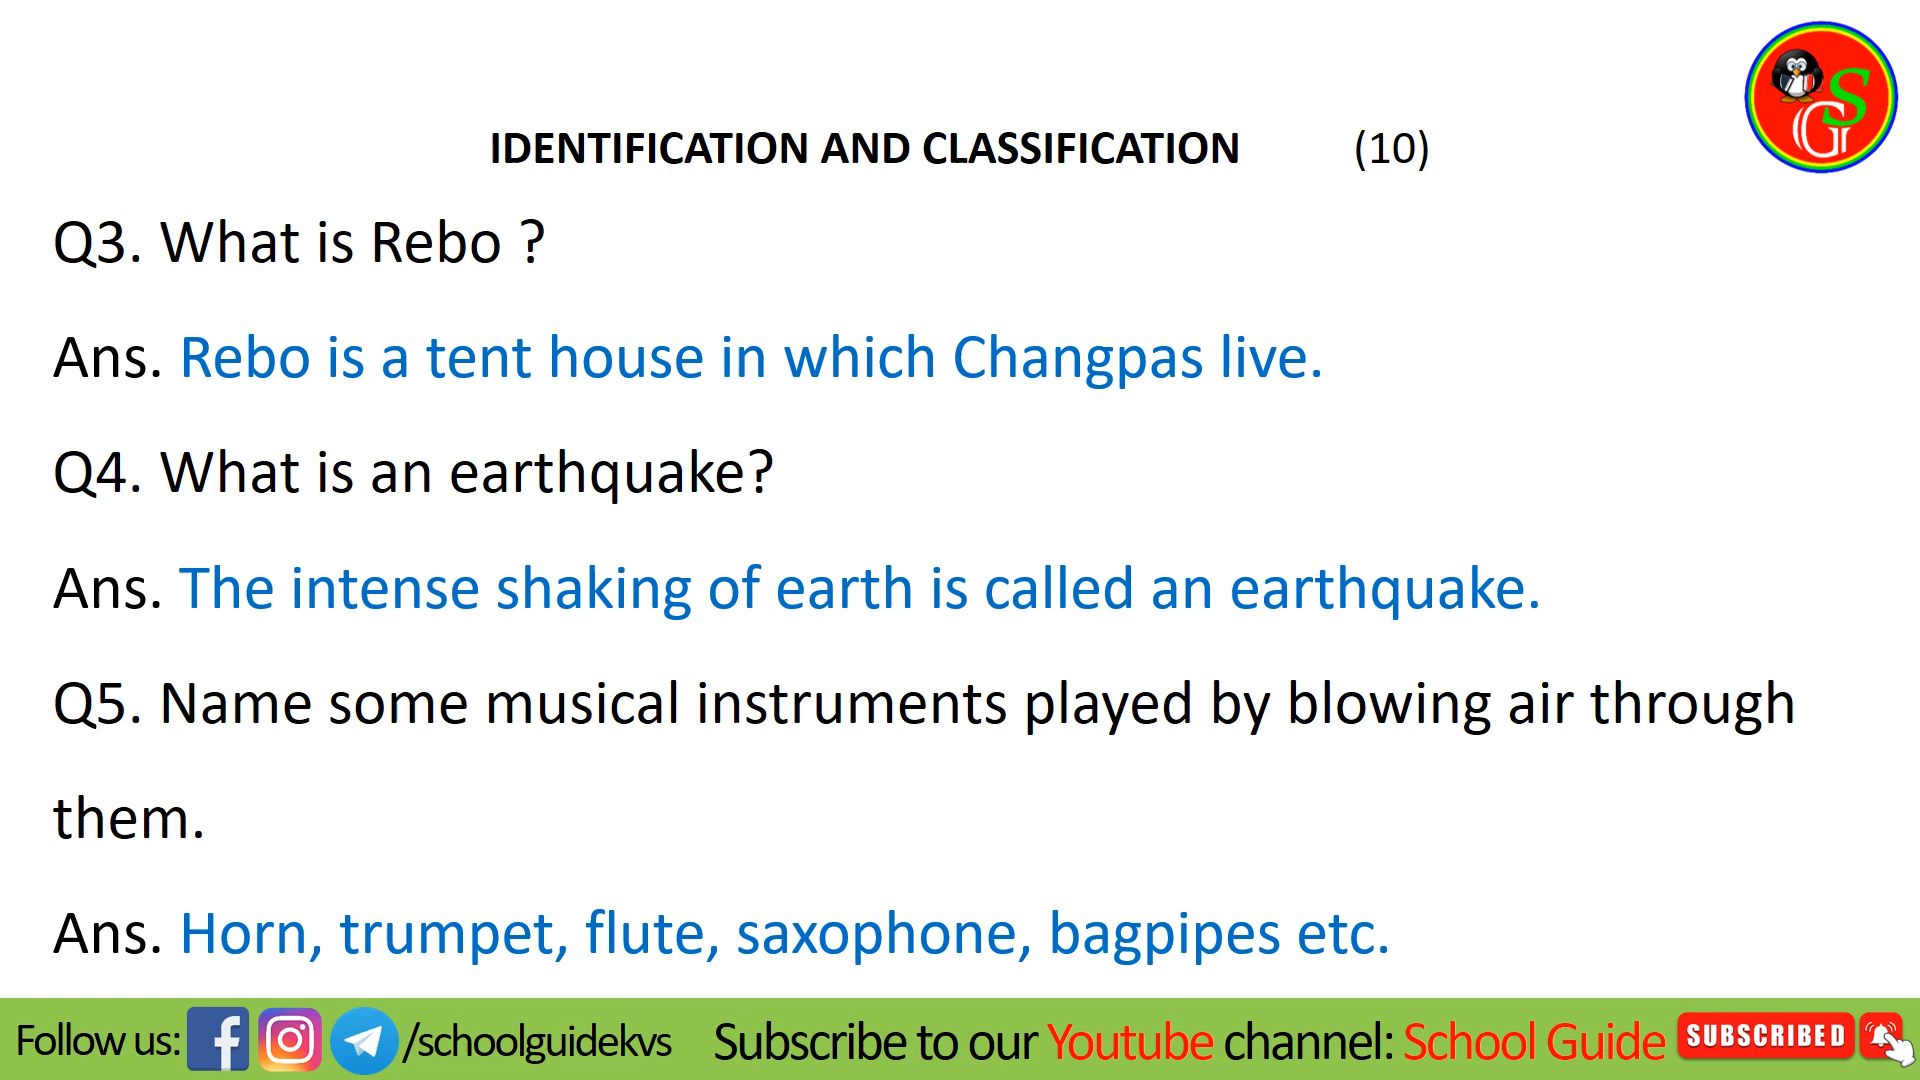 IDENTIFICATION AND CLASSIFICATION (10)
SG
Q3. What is Rebo ?
Ans. Rebo is a tent house in which Changpas live.
Q4. What is an earthquake?
Ans. The intense shaking of earth is called an earthquake.
Q5. Name some musical instruments played by blowing air through
them.
Ans. Horn, trumpet, flute, saxophone, bagpipes etc.
Follow us: /schoolguidekvs Subscribe to our Youtube channel: School Guide SUBSCRIBED